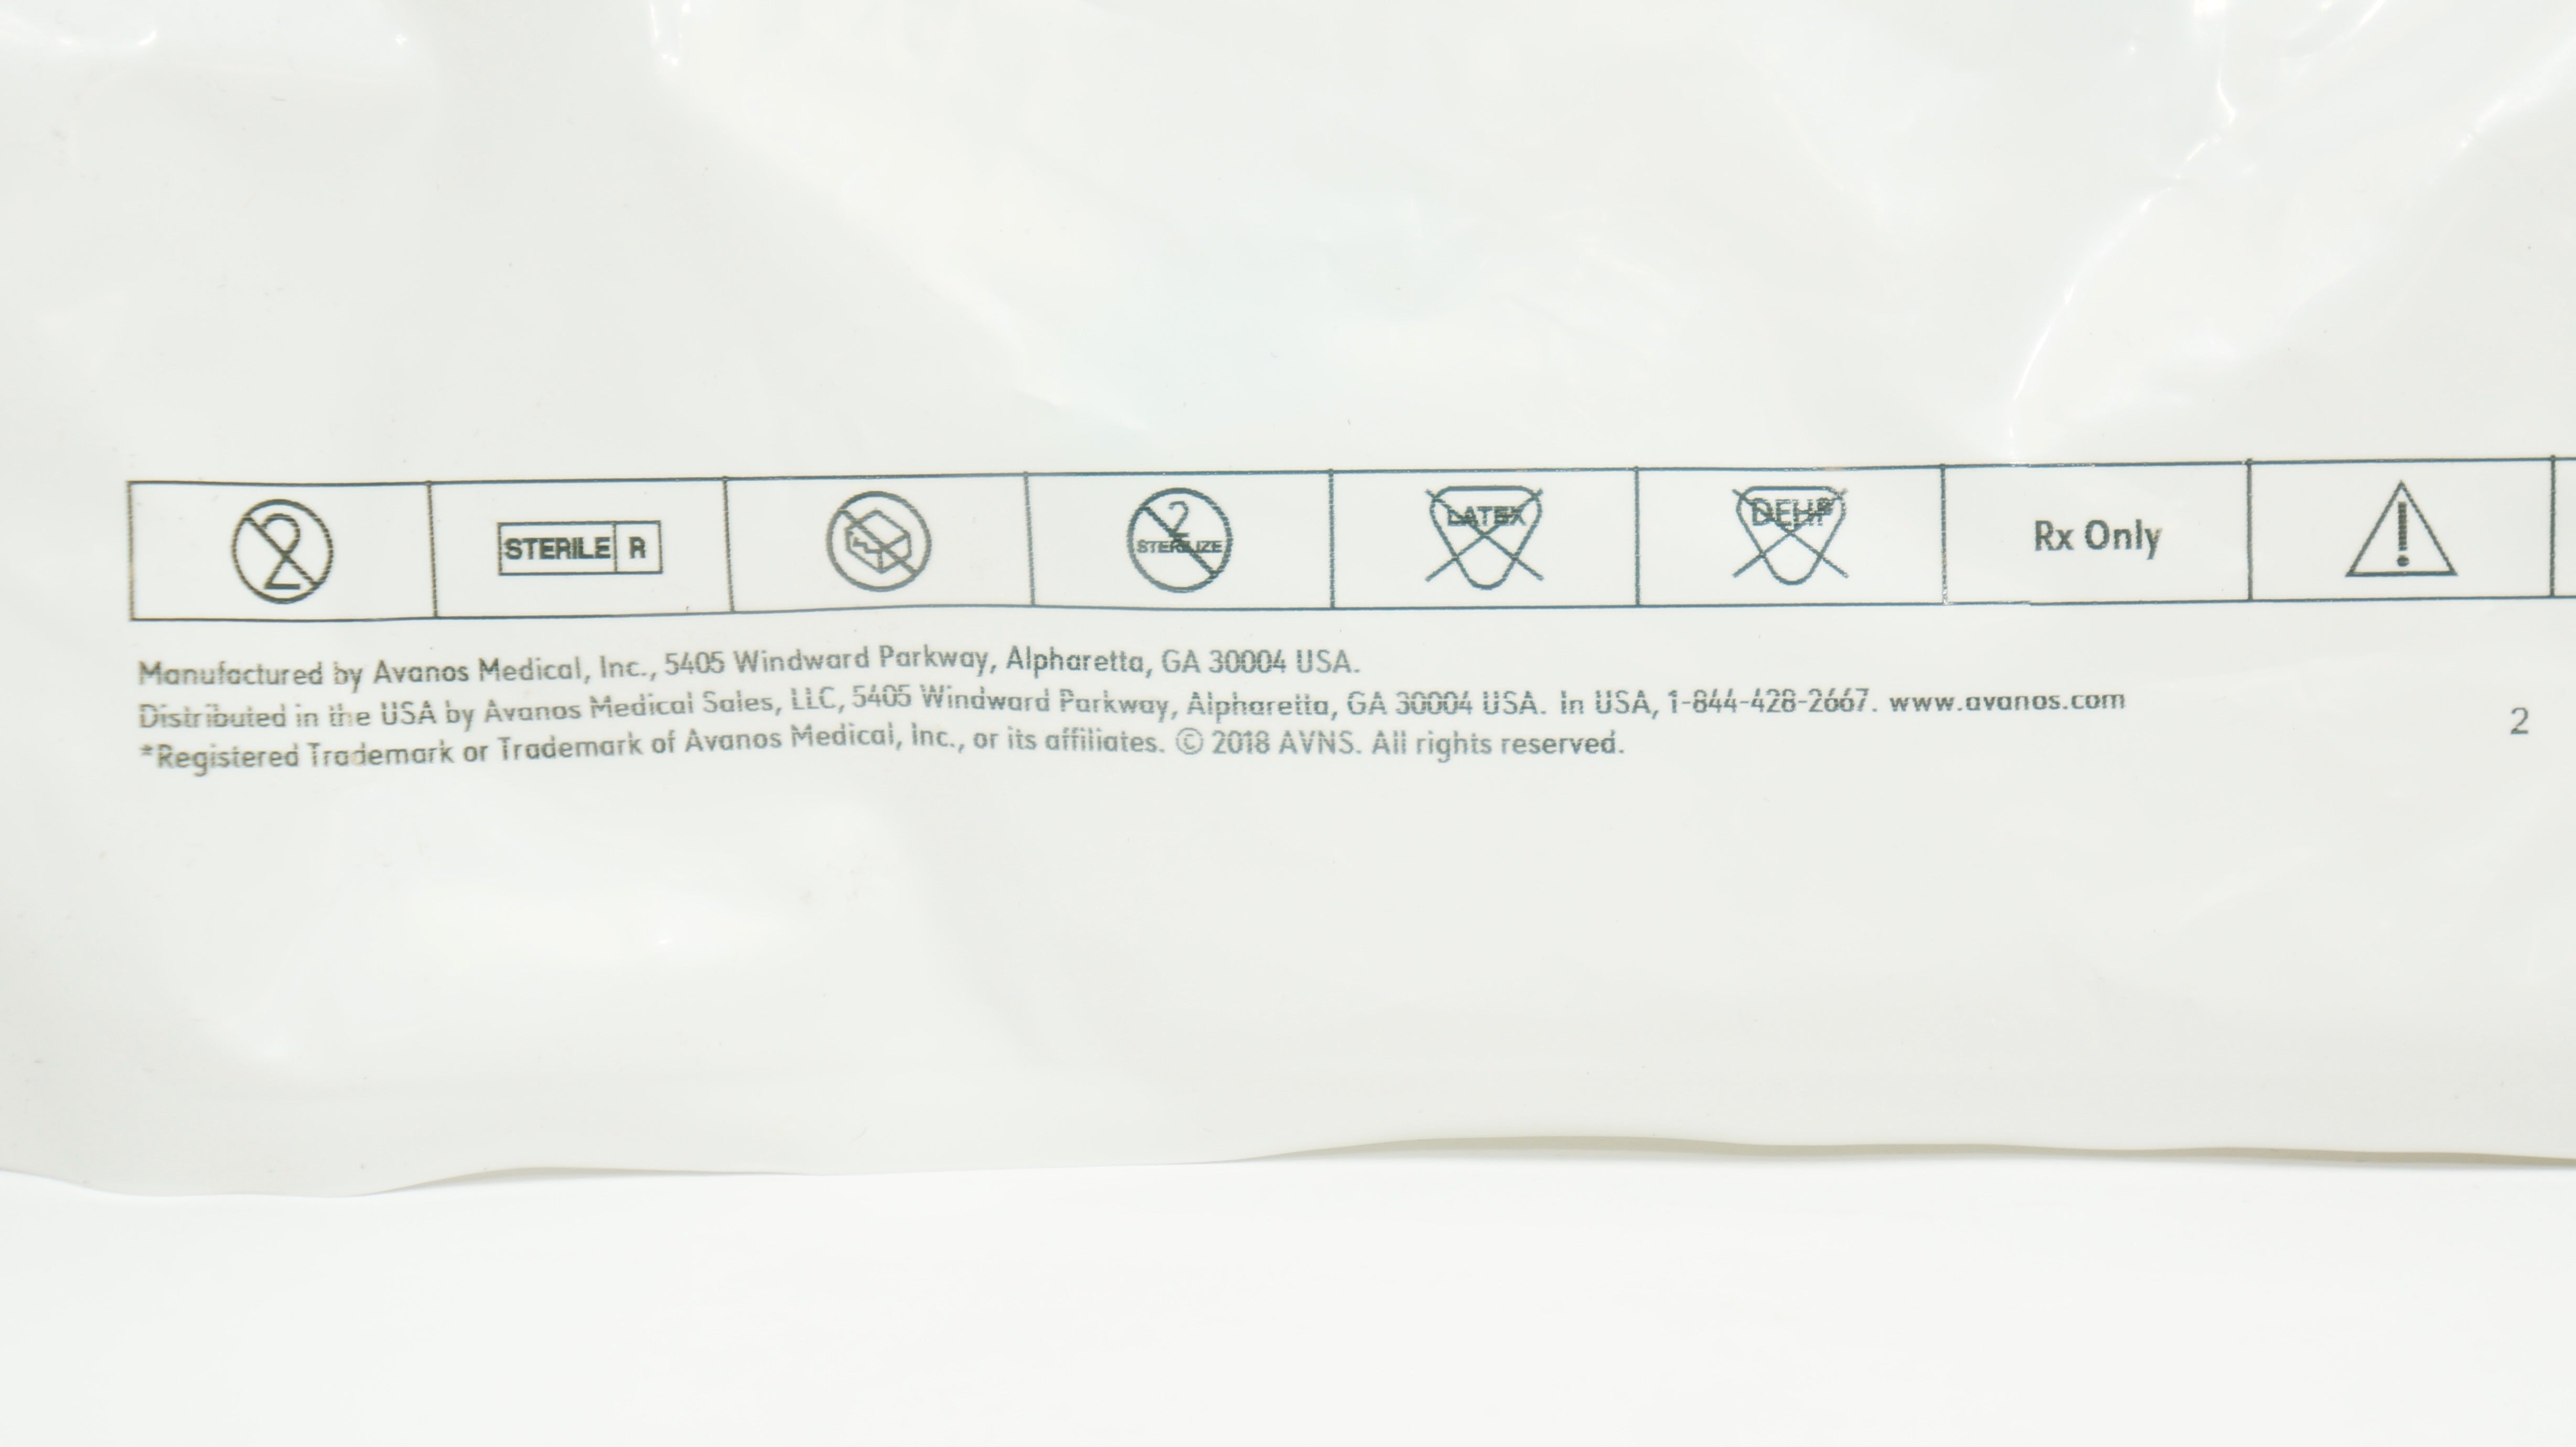 2 STERILE R 2 STERILIZE LATEX DEHP Rx Only !
Manufactured by Avanos Medical, Inc., 5405 Windward Parkway, Alpharetta, GA 30004 USA.
Distributed in the USA by Avanos Medical Sales, LLC, 5405 Windward Parkway, Alpharetta, GA 30004 USA. In USA, 1-844-428-2667. www.avanos.com
*Registered Trademark or Trademark of Avanos Medical, Inc., or its affiliates. © 2018 AVNS. All rights reserved.
2